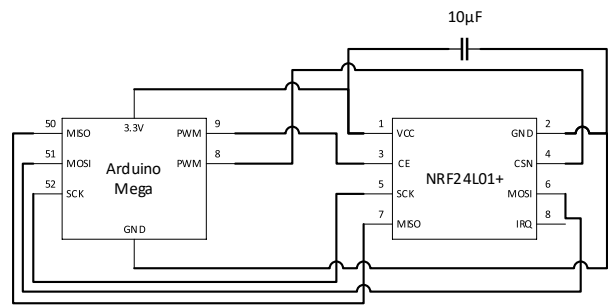 10µF
50 MISO 3.3V PWM 9
51 MOSI PWM 8
52 SCK
Arduino
Mega
GND
1 VCC GND 2
3 CE CSN 4
NRF24L01+
5 SCK MOSI 6
7 MISO IRQ 8